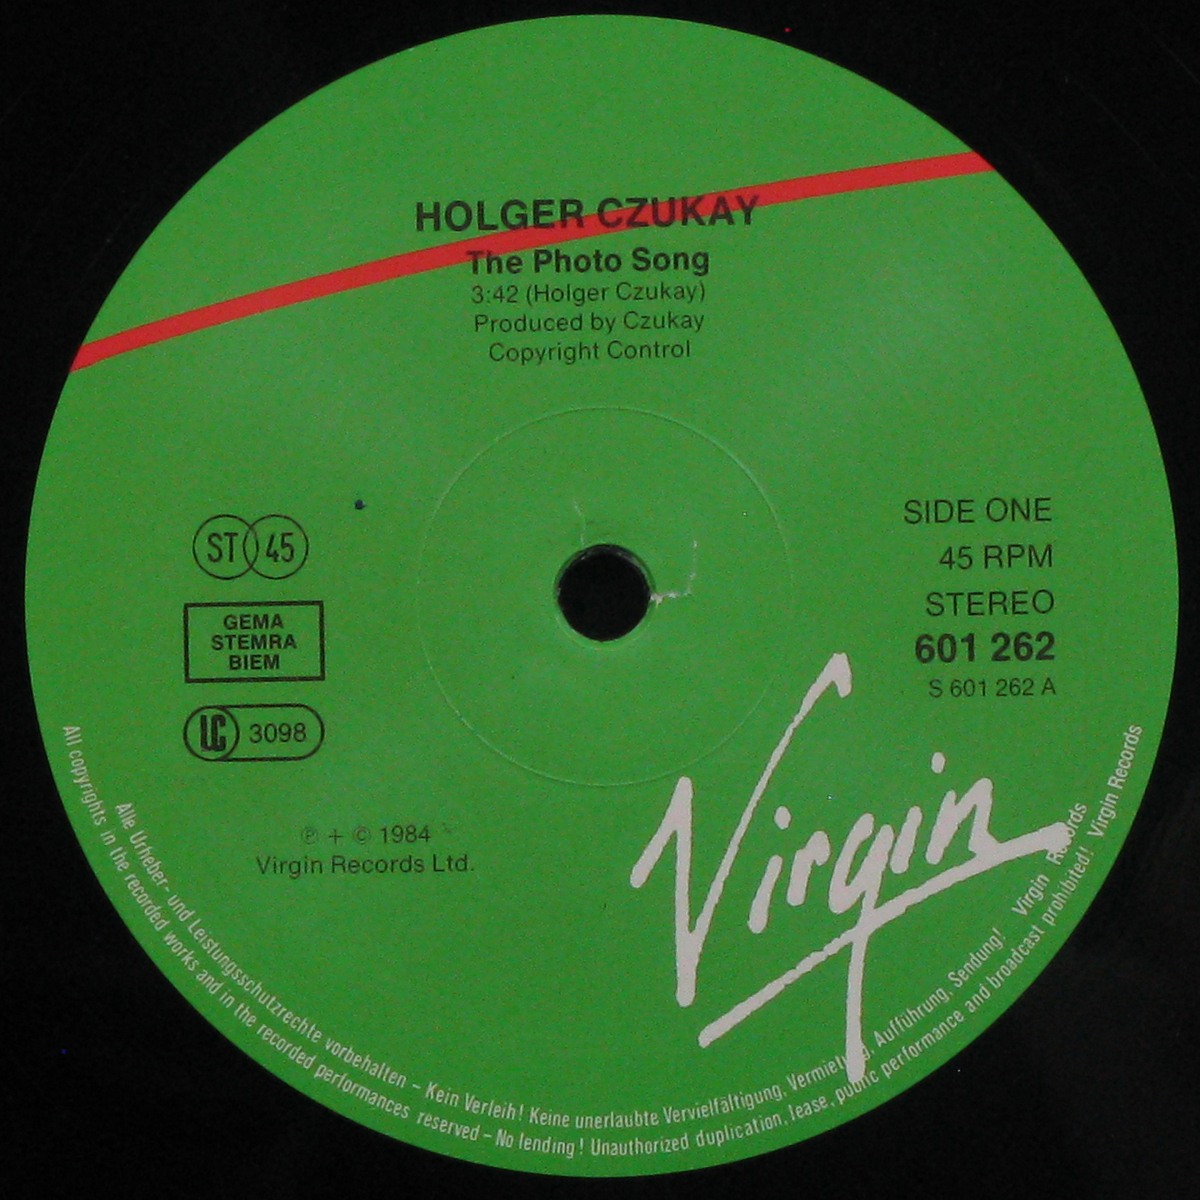 HOLGER CZUKAY
The Photo Song
3:42 (Holger Czukay)
Produced by Czukay
Copyright Control
ST 45
GEMA
STEMRA
BIEM
LC 3098
SIDE ONE
45 RPM
STEREO
601 262
S 601 262 A
℗ + © 1984
Virgin Records Ltd.
Virgin
Alle Urheber- und Leistungsschutzrechte vorbehalten – Kein Verleih! Keine unerlaubte Vervielfältigung, Vermietung, Aufführung, Sendung! Virgin Records
All copyrights in the recorded works and in the recorded performances reserved – No lending! Unauthorized duplication, lease, public performance and broadcast prohibited! Virgin Records